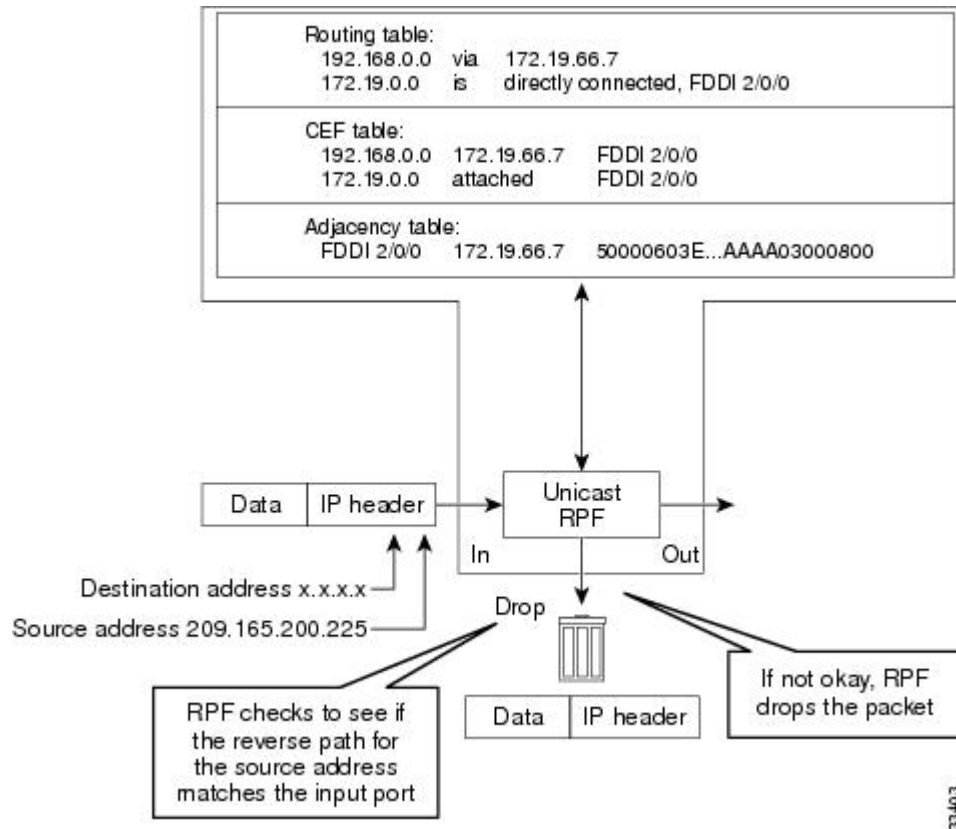 Routing table:
192.168.0.0 via 172.19.66.7
172.19.0.0 is directly connected, FDDI 2/0/0
CEF table:
192.168.0.0 172.19.66.7 FDDI 2/0/0
172.19.0.0 attached FDDI 2/0/0
Adjacency table:
FDDI 2/0/0 172.19.66.7 50000603E...AAAA03000800
Data IP header
Unicast
RPF
In Out
Destination address x.x.x.x
Source address 209.165.200.225
Drop
RPF checks to see if
the reverse path for
the source address
matches the input port
Data IP header
If not okay, RPF
drops the packet
33403